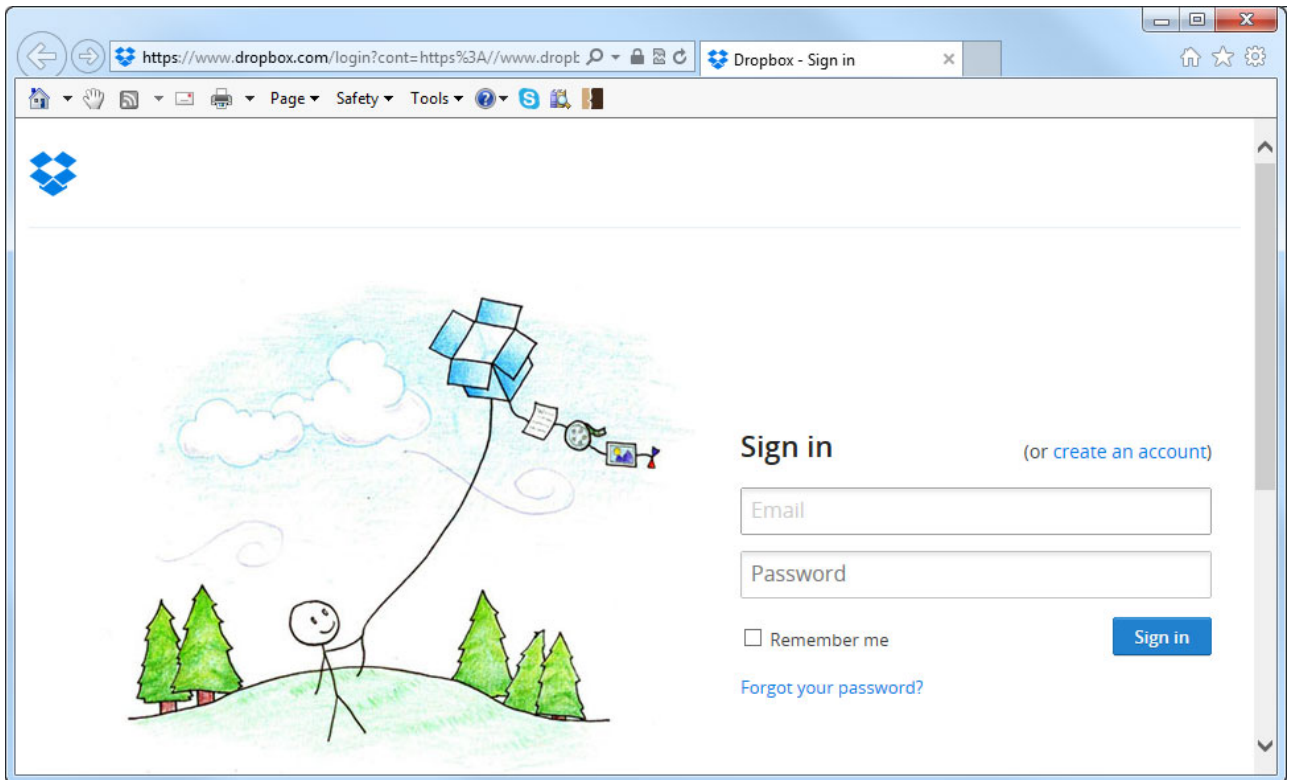 https://www.dropbox.com/login?cont=https%3A//www.dropb
Dropbox - Sign in
Page Safety Tools
Sign in (or create an account)
Email
Password
Remember me Sign in
Forgot your password?